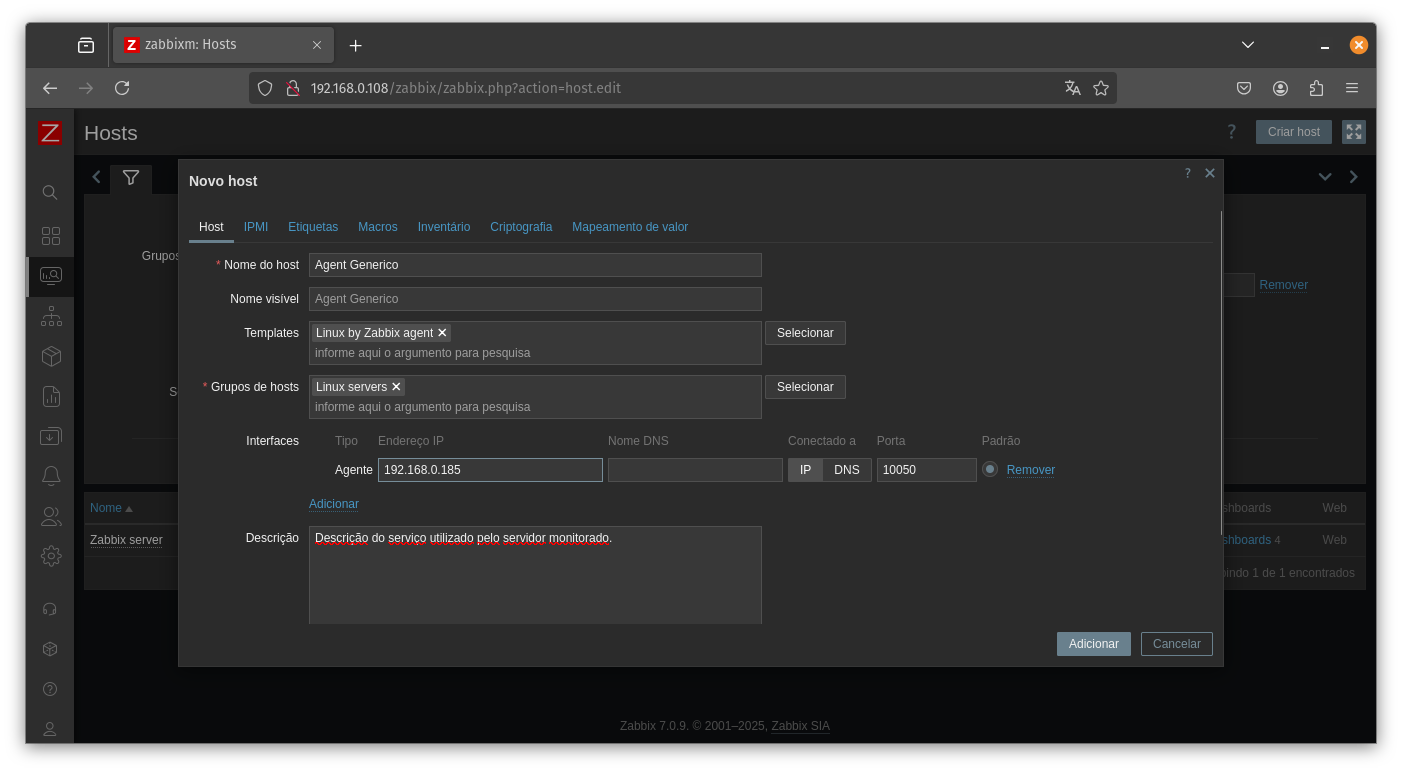 Z zabbixm: Hosts
192.168.0.108/zabbix/zabbix.php?action=host.edit
Z Hosts ? Criar host
Novo host ?
Host IPMI Etiquetas Macros Inventário Criptografia Mapeamento de valor
Grupos
* Nome do host Agent Generico
Remover
Nome visível Agent Generico
Templates Linux by Zabbix agent Selecionar
informe aqui o argumento para pesquisa
* Grupos de hosts Linux servers Selecionar
informe aqui o argumento para pesquisa
Interfaces Tipo Endereço IP Nome DNS Conectado a Porta Padrão
Agente 192.168.0.185 IP DNS 10050 Remover
Adicionar
Nome shboards Web
Descrição Descrição do serviço utilizado pelo servidor monitorado.
Zabbix server shboards 4 Web
indo 1 de 1 encontrados
Adicionar Cancelar
Zabbix 7.0.9. © 2001–2025, Zabbix SIA